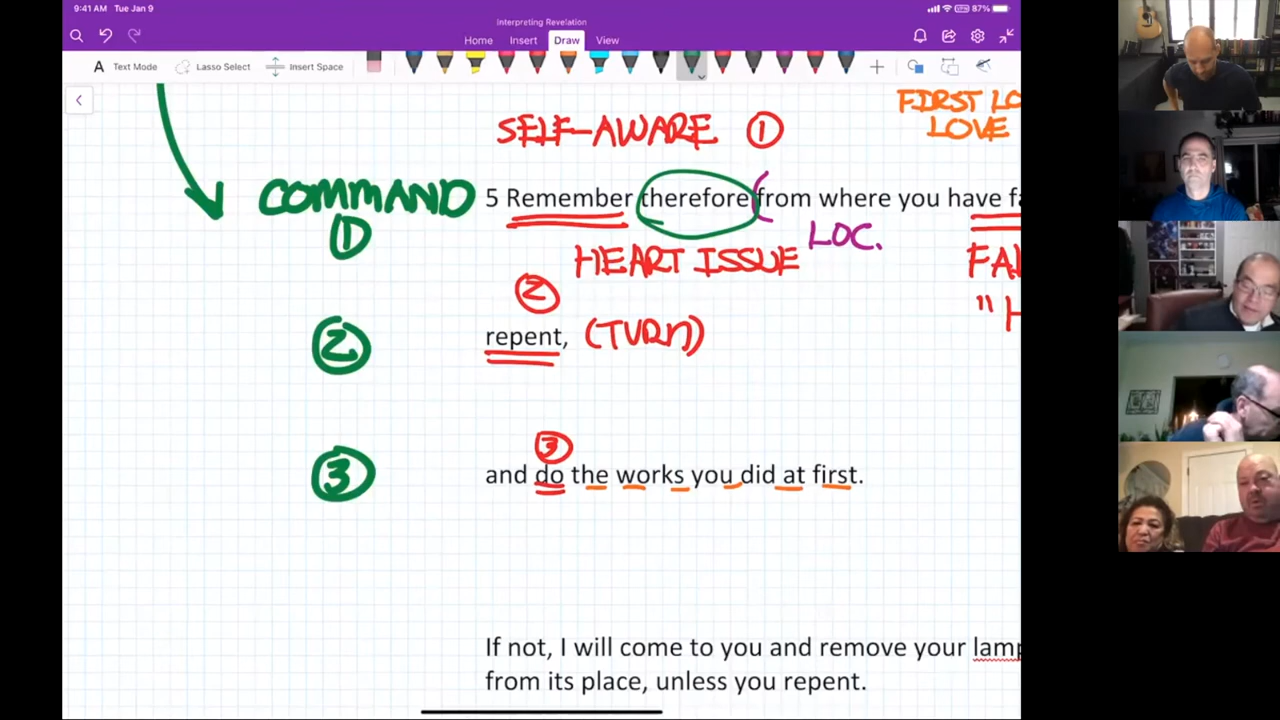 9:41 AM Tue Jan 9
87%
Interpreting Revelation
Home Insert Draw View
A Text Mode Lasso Select Insert Space
FIRST LO
LOVE
SELF-AWARE ①
COMMAND 5 Remember therefore (from where you have fa
① LOC.
HEART ISSUE FA
② "H
② repent, (TURN)
③
③ and do the works you did at first.
If not, I will come to you and remove your lamp
from its place, unless you repent.